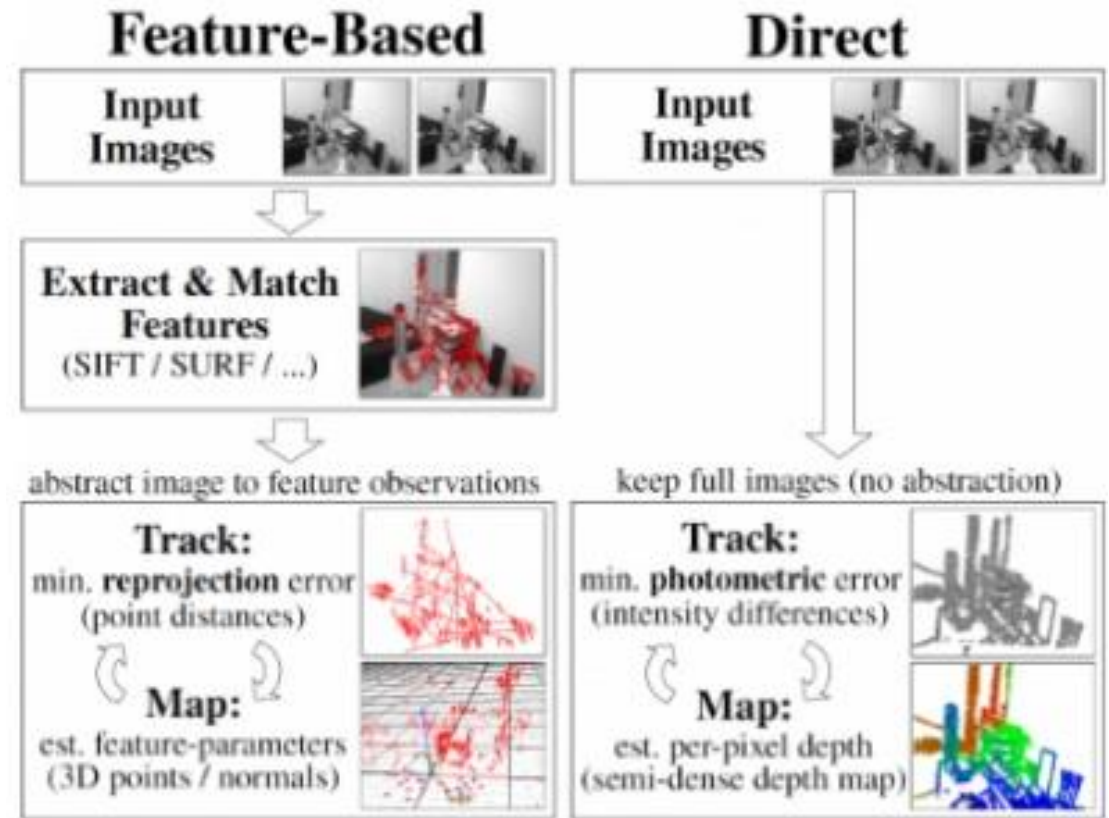 Feature-Based
Input
Images
Extract & Match
Features
(SIFT / SURF / ...)
abstract image to feature observations
Track:
min. reprojection error
(point distances)
Map:
est. feature-parameters
(3D points / normals)
Direct
Input
Images
keep full images (no abstraction)
Track:
min. photometric error
(intensity differences)
Map:
est. per-pixel depth
(semi-dense depth map)